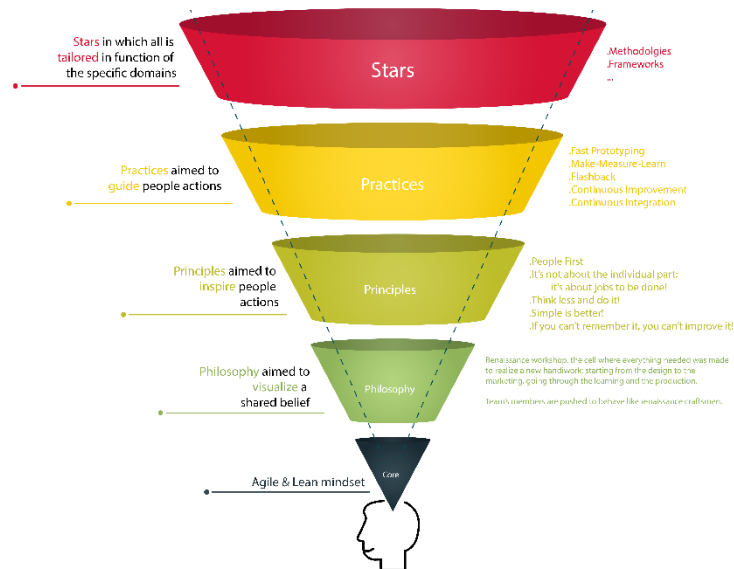 Stars in which all is
tailored in function of
the specific domains
Stars
.Methodolgies
.Frameworks
...
Practices aimed to
guide people actions
Practices
.Fast Prototyping
.Make-Measure-Learn
.Flashback
.Continuous Improvement
.Continuous Integration
Principles aimed to
inspire people
actions
Principles
.People First
.It's not about the individual part:
it's about jobs to be done!
.Think less and do it!
.Simple is better!
.If you can't remember it, you can't improve it!
Philosophy aimed to
visualize a
shared belief
Philosophy
Renaissance workshop, the cell where everything needed was made
to realize a new handiwork: starting from the design to the
marketing, going through the learning and the production.
Team's members are pushed to behave like renaissance craftsmen.
Agile & Lean mindset
Core